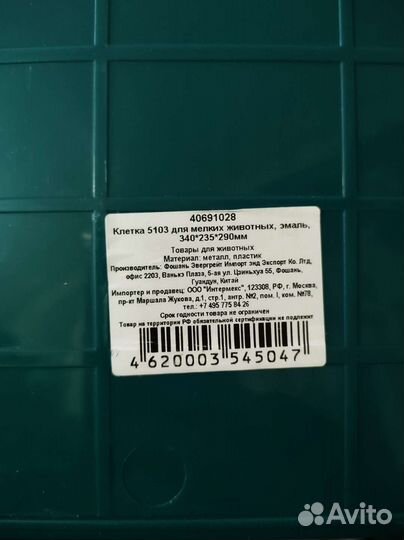 40691028
Клетка 5103 для мелких животных, эмаль,
340*235*290мм
Товары для животных
Материал: металл, пластик
Производитель: Фошань Эвергрейт Импорт энд Экспорт Ко. Лтд,
офис 2203, Ваньхэ Плаза, 5-ая ул. Цзиньхуа 55, Фошань,
Гуандун, Китай
Импортер и продавец: ООО "Интермекс",123308, РФ, г. Москва,
пр-кт Маршала Жукова, д.1, стр.1, антр. №2, пом. I, ком. №78,
тел.: +7 495 775 84 26
Срок годности товара не ограничен
Товар на территории РФ обязательной сертификации не подлежит
4 620003 545047
Avito